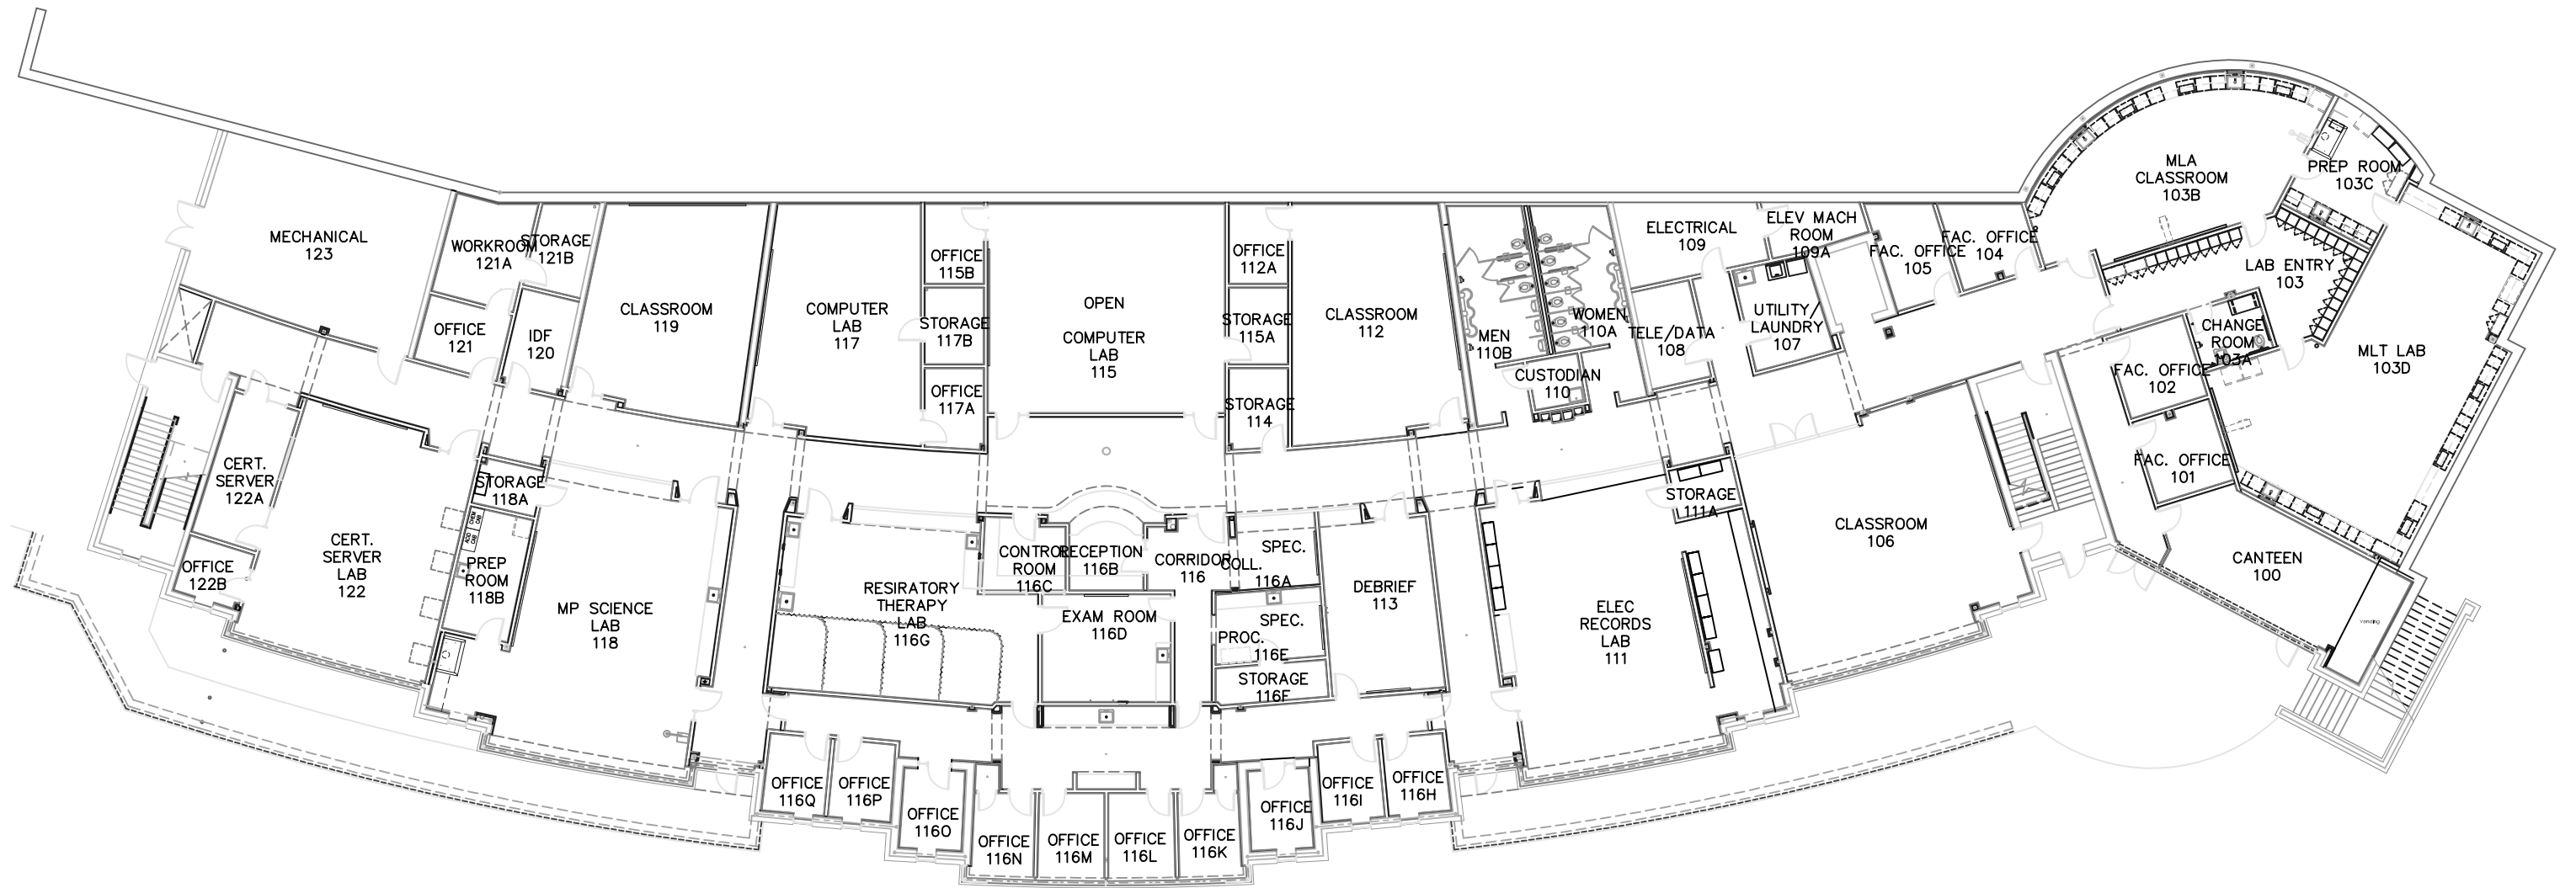 MECHANICAL
123
WORKROOM
121A
STORAGE
121B
OFFICE
121
IDF
120
CLASSROOM
119
COMPUTER
LAB
117
OFFICE
115B
STORAGE
117B
OFFICE
117A
OPEN
COMPUTER
LAB
115
OFFICE
112A
STORAGE
115A
STORAGE
114
CLASSROOM
112
MEN
110B
WOMEN
110A
CUSTODIAN
110
ELECTRICAL
109
ELEV MACH
ROOM
109A
TELE/DATA
108
UTILITY/
LAUNDRY
107
FAC. OFFICE
105
FAC. OFFICE
104
MLA
CLASSROOM
103B
PREP ROOM
103C
LAB ENTRY
103
CHANGE
ROOM
103A
MLT LAB
103D
FAC. OFFICE
102
FAC. OFFICE
101
CANTEEN
100
vending
CERT.
SERVER
122A
OFFICE
122B
CERT.
SERVER
LAB
122
STORAGE
118A
CHEM
CAB
ACID
CAB
PREP
ROOM
118B
MP SCIENCE
LAB
118
RESIRATORY
THERAPY
LAB
116G
CONTROL
ROOM
116C
RECEPTION
116B
CORRIDOR
116
EXAM ROOM
116D
SPEC.
COLL.
116A
SPEC.
PROC.
116E
STORAGE
116F
DEBRIEF
113
ELEC
RECORDS
LAB
111
STORAGE
111A
CLASSROOM
106
OFFICE
116Q
OFFICE
116P
OFFICE
116O
OFFICE
116N
OFFICE
116M
OFFICE
116L
OFFICE
116K
OFFICE
116J
OFFICE
116I
OFFICE
116H